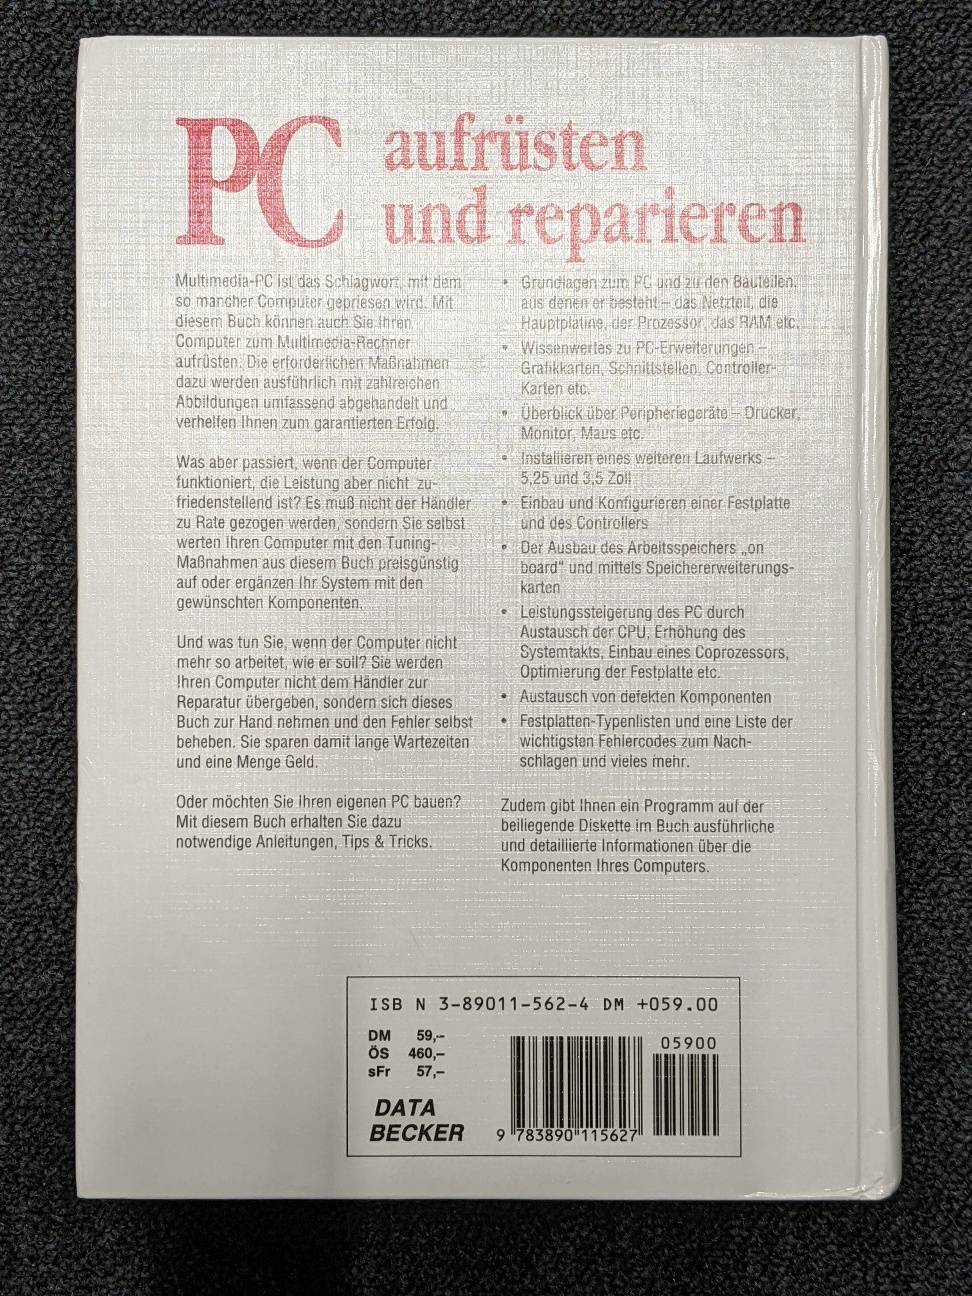 PC aufrüsten
und reparieren
Multimedia-PC ist das Schlagwort, mit dem
so mancher Computer gepriesen wird. Mit
diesem Buch können auch Sie Ihren
Computer zum Multimedia-Rechner
aufrüsten. Die erforderlichen Maßnahmen
dazu werden ausführlich mit zahlreichen
Abbildungen umfassend abgehandelt und
verhelfen Ihnen zum garantierten Erfolg.
Was aber passiert, wenn der Computer
funktioniert, die Leistung aber nicht zu-
friedenstellend ist? Es muß nicht der Händler
zu Rate gezogen werden, sondern Sie selbst
werten Ihren Computer mit den Tuning-
Maßnahmen aus diesem Buch preisgünstig
auf oder ergänzen Ihr System mit den
gewünschten Komponenten.
Und was tun Sie, wenn der Computer nicht
mehr so arbeitet, wie er soll? Sie werden
Ihren Computer nicht dem Händler zur
Reparatur übergeben, sondern sich dieses
Buch zur Hand nehmen und den Fehler selbst
beheben. Sie sparen damit lange Wartezeiten
und eine Menge Geld.
Oder möchten Sie Ihren eigenen PC bauen?
Mit diesem Buch erhalten Sie dazu
notwendige Anleitungen, Tips & Tricks.
• Grundlagen zum PC und zu den Bauteilen,
aus denen er besteht – das Netzteil, die
Hauptplatine, der Prozessor, das RAM etc.
• Wissenwertes zu PC-Erweiterungen –
Grafikkarten, Schnittstellen, Controller-
Karten etc.
• Überblick über Peripheriegeräte – Drucker,
Monitor, Maus etc.
• Installieren eines weiteren Laufwerks –
5,25 und 3,5 Zoll
• Einbau und Konfigurieren einer Festplatte
und des Controllers
• Der Ausbau des Arbeitsspeichers „on
board“ und mittels Speichererweiterungs-
karten
• Leistungssteigerung des PC durch
Austausch der CPU, Erhöhung des
Systemtakts, Einbau eines Coprozessors,
Optimierung der Festplatte etc.
• Austausch von defekten Komponenten
• Festplatten-Typenlisten und eine Liste der
wichtigsten Fehlercodes zum Nach-
schlagen und vieles mehr.
Zudem gibt Ihnen ein Programm auf der
beiliegende Diskette im Buch ausführliche
und detaillierte Informationen über die
Komponenten Ihres Computers.
ISB N 3-89011-562-4 DM +059.00
DM 59,–
ÖS 460,–
sFr 57,–
DATA
BECKER
05900
9 783890 115627